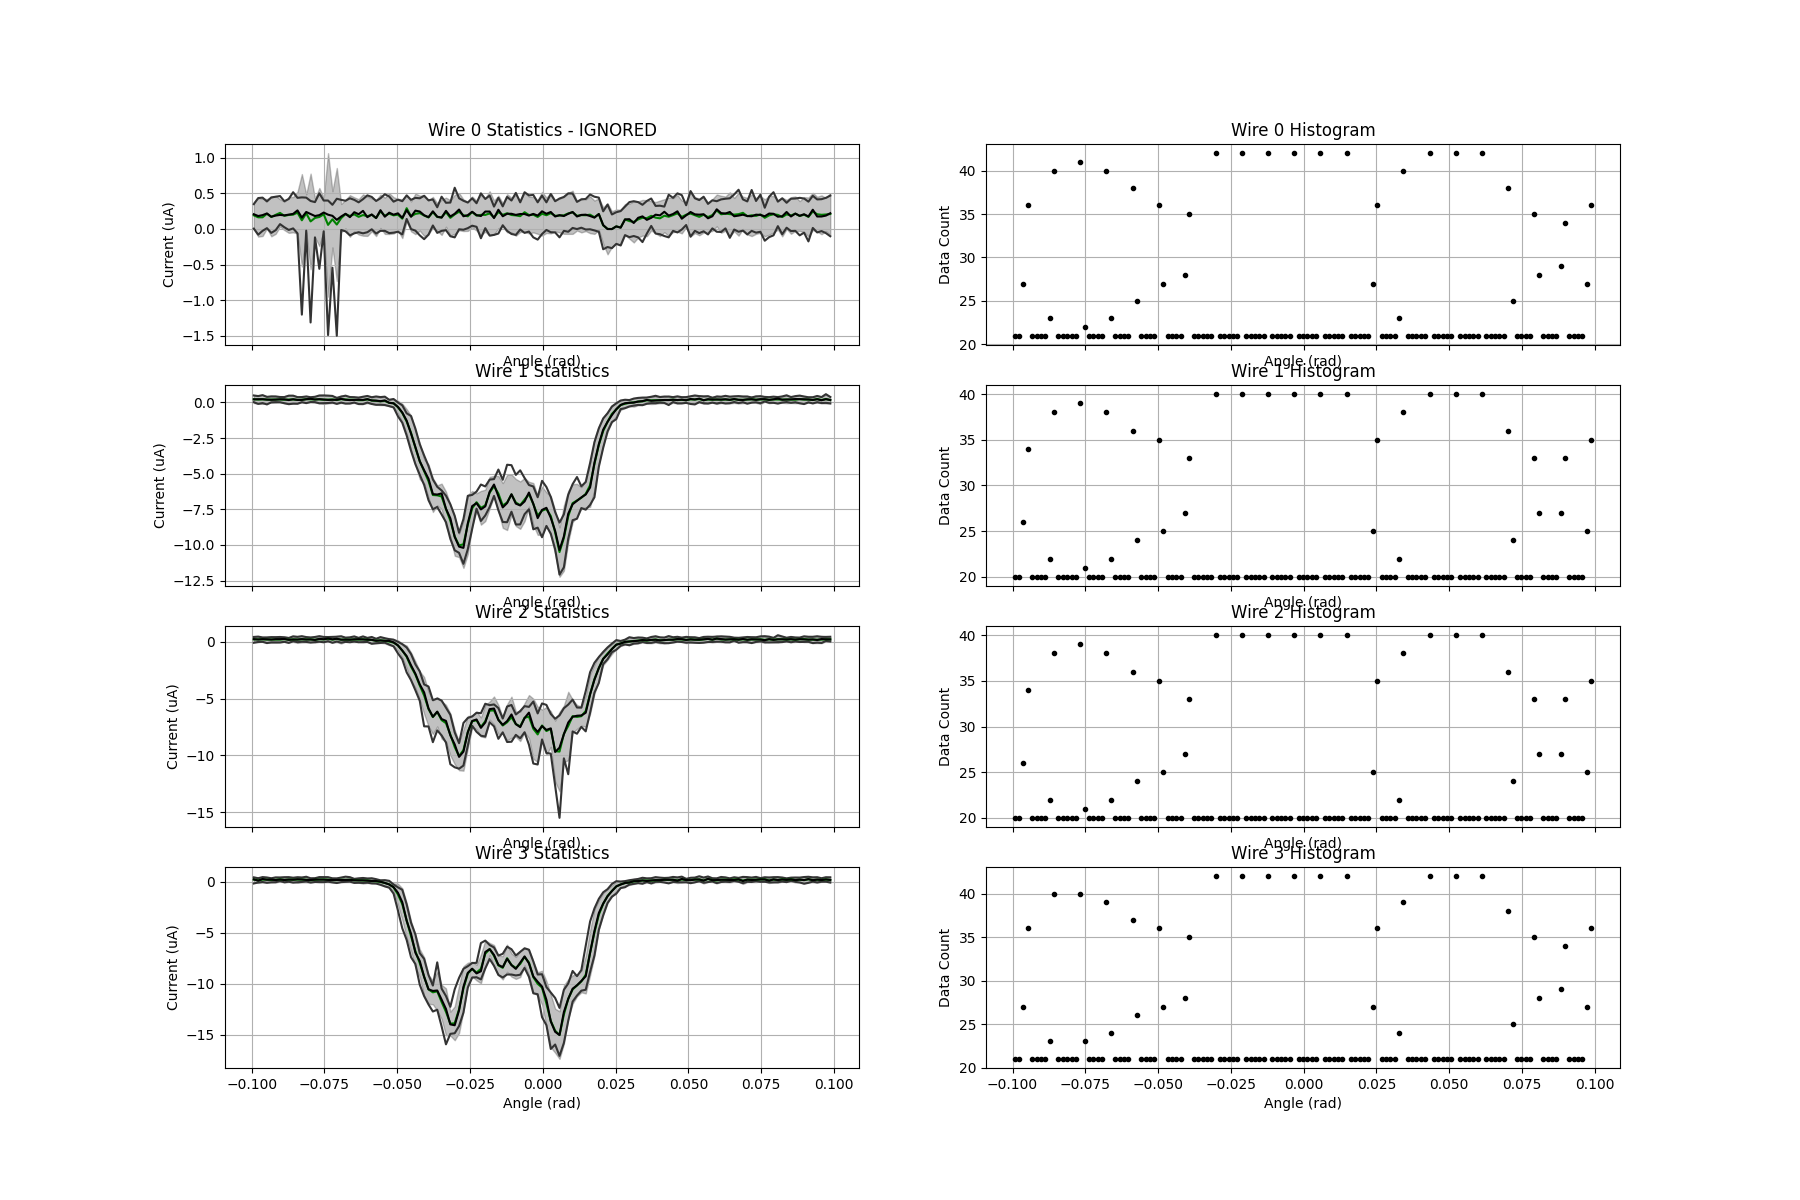 Wire 0 Statistics - IGNORED
Wire 0 Histogram
1.0
0.5
0.0
−0.5
−1.0
−1.5
Current (uA)
Angle (rad)
40
35
30
25
20
Data Count
Angle (rad)
Wire 1 Statistics
Wire 1 Histogram
0.0
−2.5
−5.0
−7.5
−10.0
−12.5
Current (uA)
Angle (rad)
40
35
30
25
20
Data Count
Angle (rad)
Wire 2 Statistics
Wire 2 Histogram
0
−5
−10
−15
Current (uA)
Angle (rad)
40
35
30
25
20
Data Count
Angle (rad)
Wire 3 Statistics
Wire 3 Histogram
0
−5
−10
−15
Current (uA)
−0.100 −0.075 −0.050 −0.025 0.000 0.025 0.050 0.075 0.100
Angle (rad)
40
35
30
25
20
Data Count
−0.100 −0.075 −0.050 −0.025 0.000 0.025 0.050 0.075 0.100
Angle (rad)